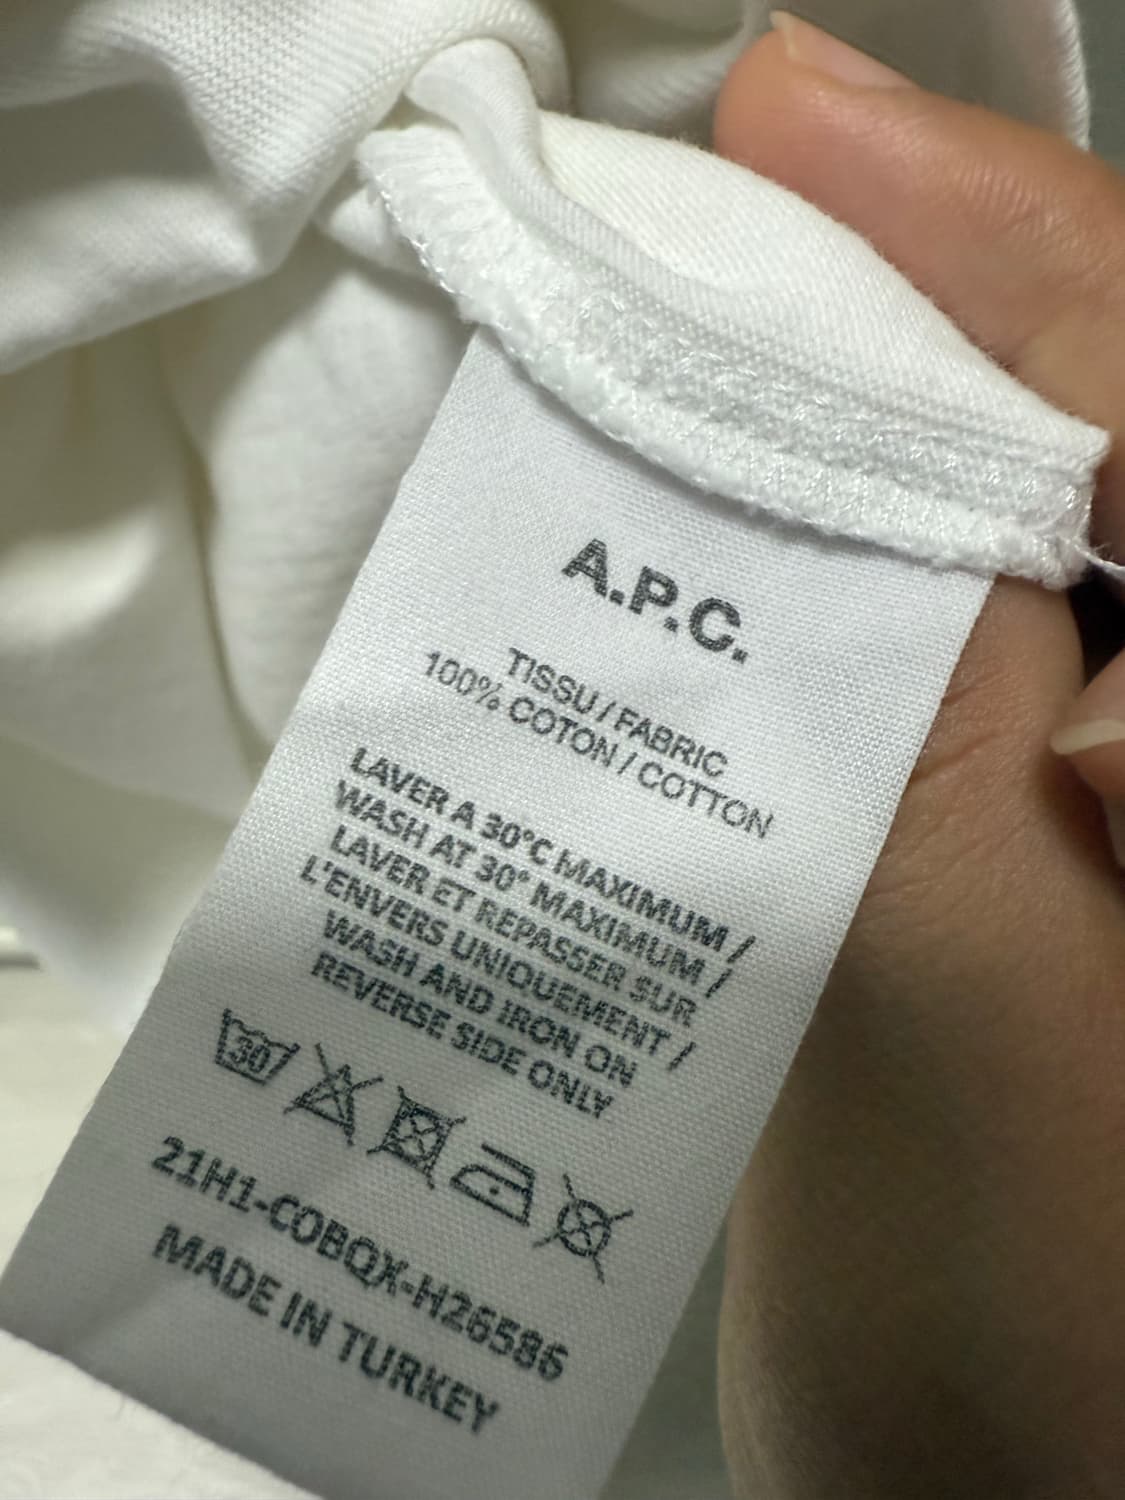 A.P.C.
TISSU / FABRIC
100% COTON / COTTON
LAVER A 30°C MAXIMUM /
WASH AT 30° MAXIMUM /
LAVER ET REPASSER SUR
L'ENVERS UNIQUEMENT /
WASH AND IRON ON
REVERSE SIDE ONLY
30
21H1-COBQX-H26586
MADE IN TURKEY